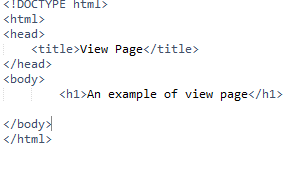 <!DOCTYPE html>
<html>
<head>
<title>View Page</title>
</head>
<body>
<h1>An example of view page</h1>
</body>
</html>